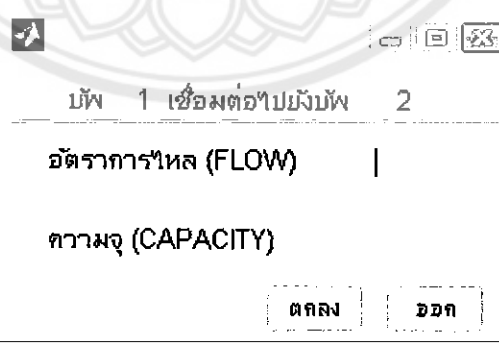 บัพ 1 เชื่อมต่อไปยังบัพ 2
อัตราการไหล (FLOW)
ความจุ (CAPACITY)
ตกลง ออก